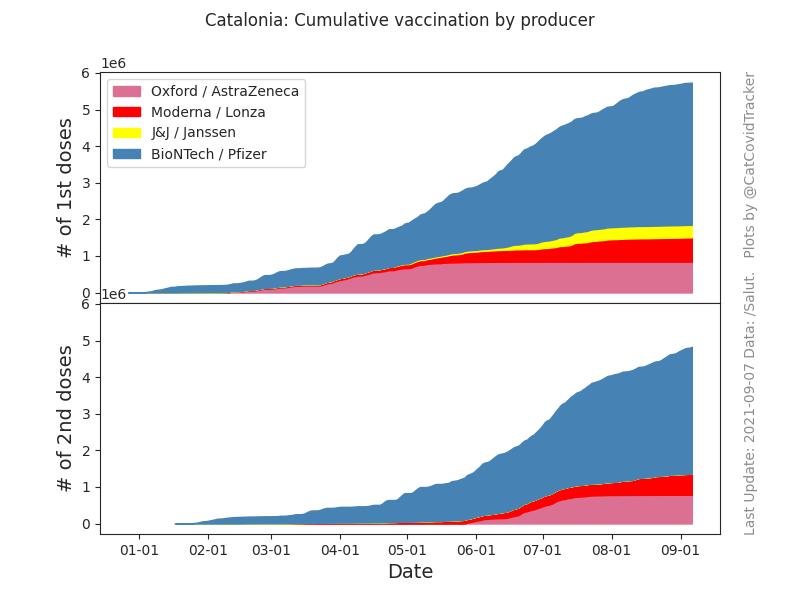 Catalonia: Cumulative vaccination by producer
1e6
6
5
4
3
2
1
0
# of 1st doses
Oxford / AstraZeneca
Moderna / Lonza
J&J / Janssen
BioNTech / Pfizer
1e6
6
5
4
3
2
1
0
# of 2nd doses
01-01 02-01 03-01 04-01 05-01 06-01 07-01 08-01 09-01
Date
Last Update: 2021-09-07 Data: /Salut. Plots by @CatCovidTracker